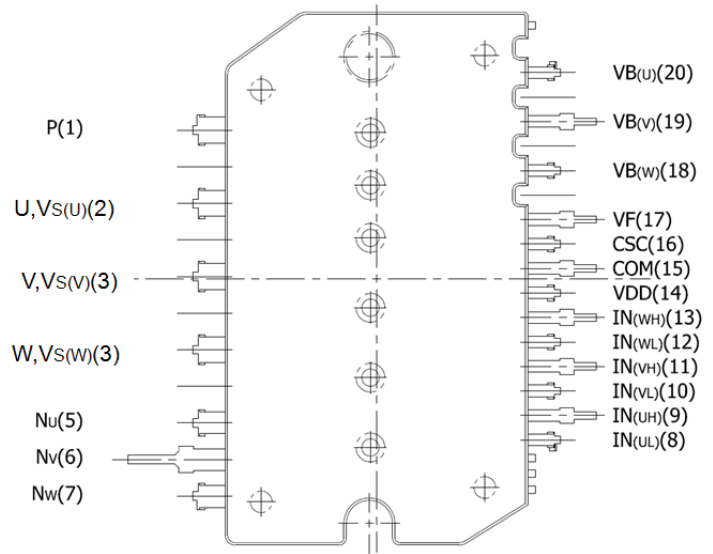 P(1)
U,VS(U)(2)
V,VS(V)(3)
W,VS(W)(3)
NU(5)
NV(6)
NW(7)
VB(U)(20)
VB(V)(19)
VB(W)(18)
VF(17)
CSC(16)
COM(15)
VDD(14)
IN(WH)(13)
IN(WL)(12)
IN(VH)(11)
IN(VL)(10)
IN(UH)(9)
IN(UL)(8)